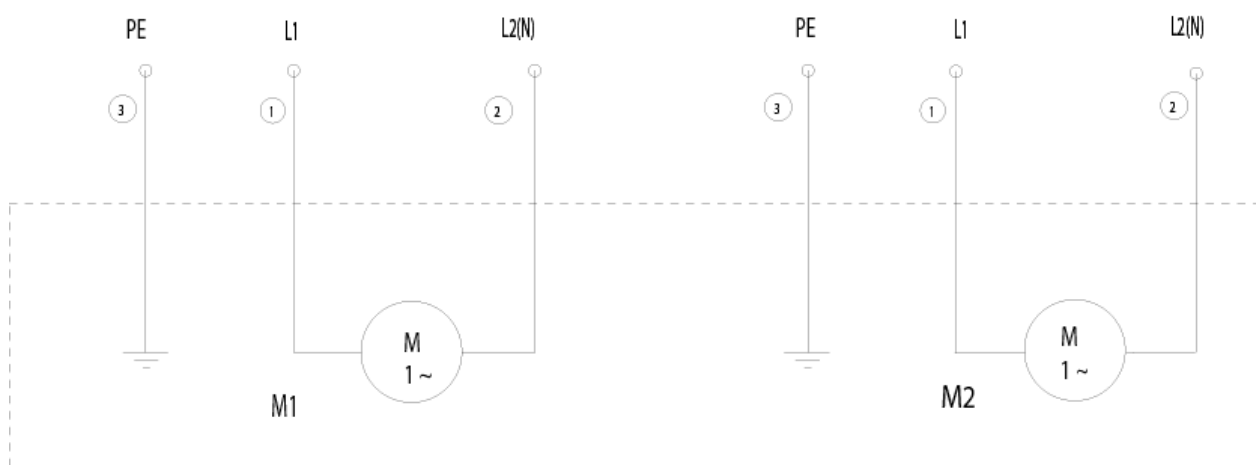 PE L1 L2(N) PE L1 L2(N)
3 1 2 3 1 2
M M
1 ~ 1 ~
M1 M2